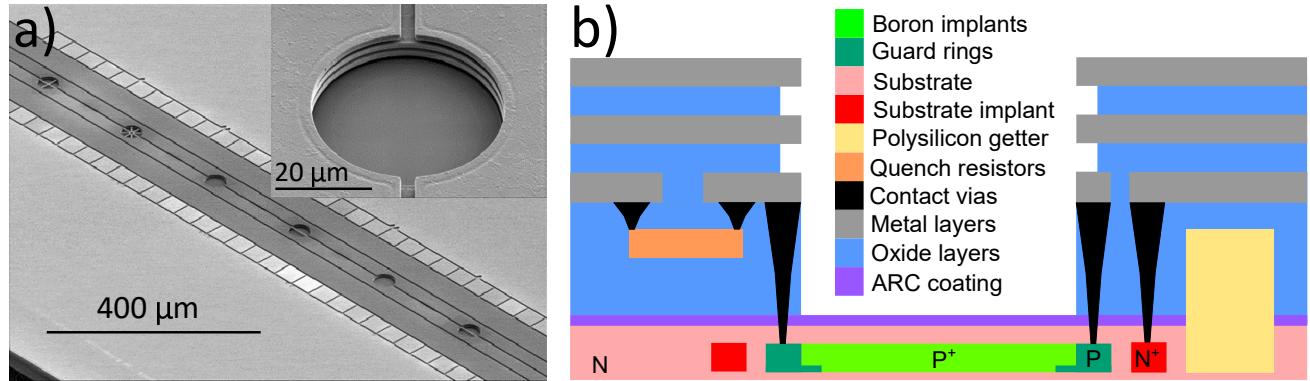 a)
20 μm
400 μm
b)
Boron implants
Guard rings
Substrate
Substrate implant
Polysilicon getter
Quench resistors
Contact vias
Metal layers
Oxide layers
ARC coating
N
P+
P
N+